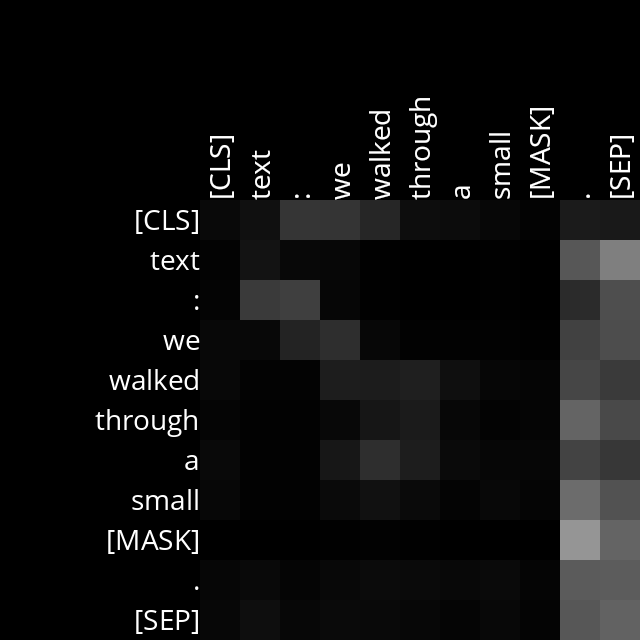 [CLS] text : we walked through a small [MASK] . [SEP]
[CLS]
text
:
we
walked
through
a
small
[MASK]
.
[SEP]